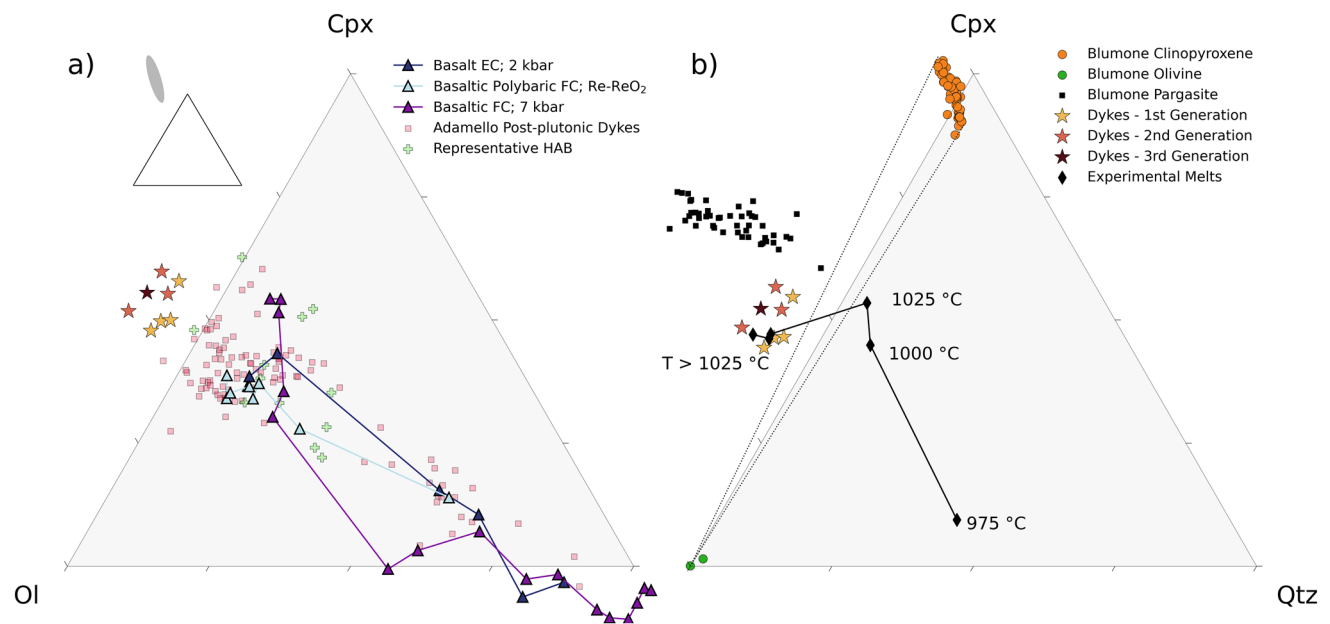 Cpx
Cpx
a)
Basalt EC; 2 kbar
Basaltic Polybaric FC; Re-ReO₂
Basaltic FC; 7 kbar
Adamello Post-plutonic Dykes
Representative HAB
b)
Blumone Clinopyroxene
Blumone Olivine
Blumone Pargasite
Dykes - 1st Generation
Dykes - 2nd Generation
Dykes - 3rd Generation
Experimental Melts
1025 °C
1000 °C
T > 1025 °C
975 °C
Ol
Qtz